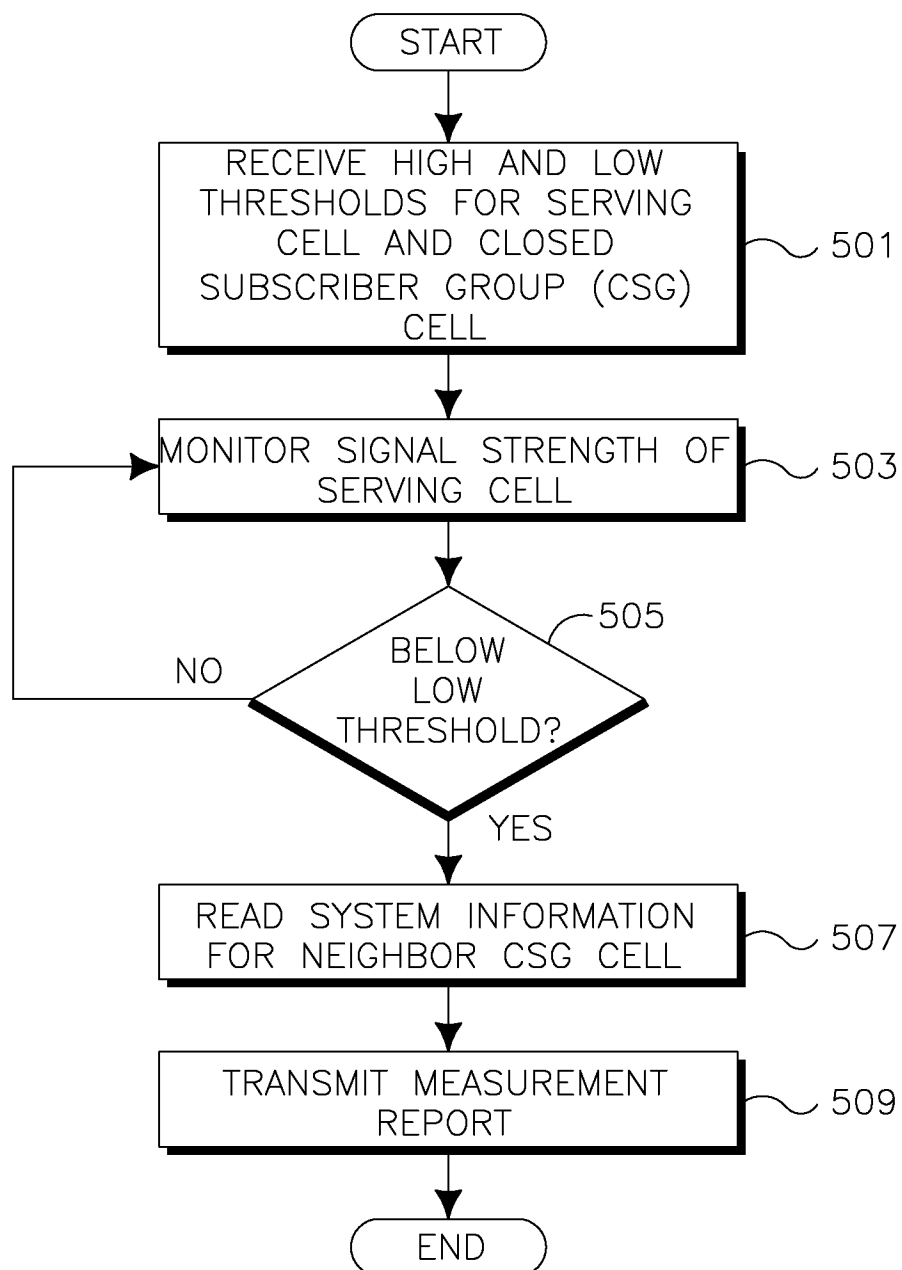 START
RECEIVE HIGH AND LOW
THRESHOLDS FOR SERVING
CELL AND CLOSED
SUBSCRIBER GROUP (CSG)
CELL
501
MONITOR SIGNAL STRENGTH OF
SERVING CELL
503
505
BELOW
LOW
THRESHOLD?
NO
YES
READ SYSTEM INFORMATION
FOR NEIGHBOR CSG CELL
507
TRANSMIT MEASUREMENT
REPORT
509
END